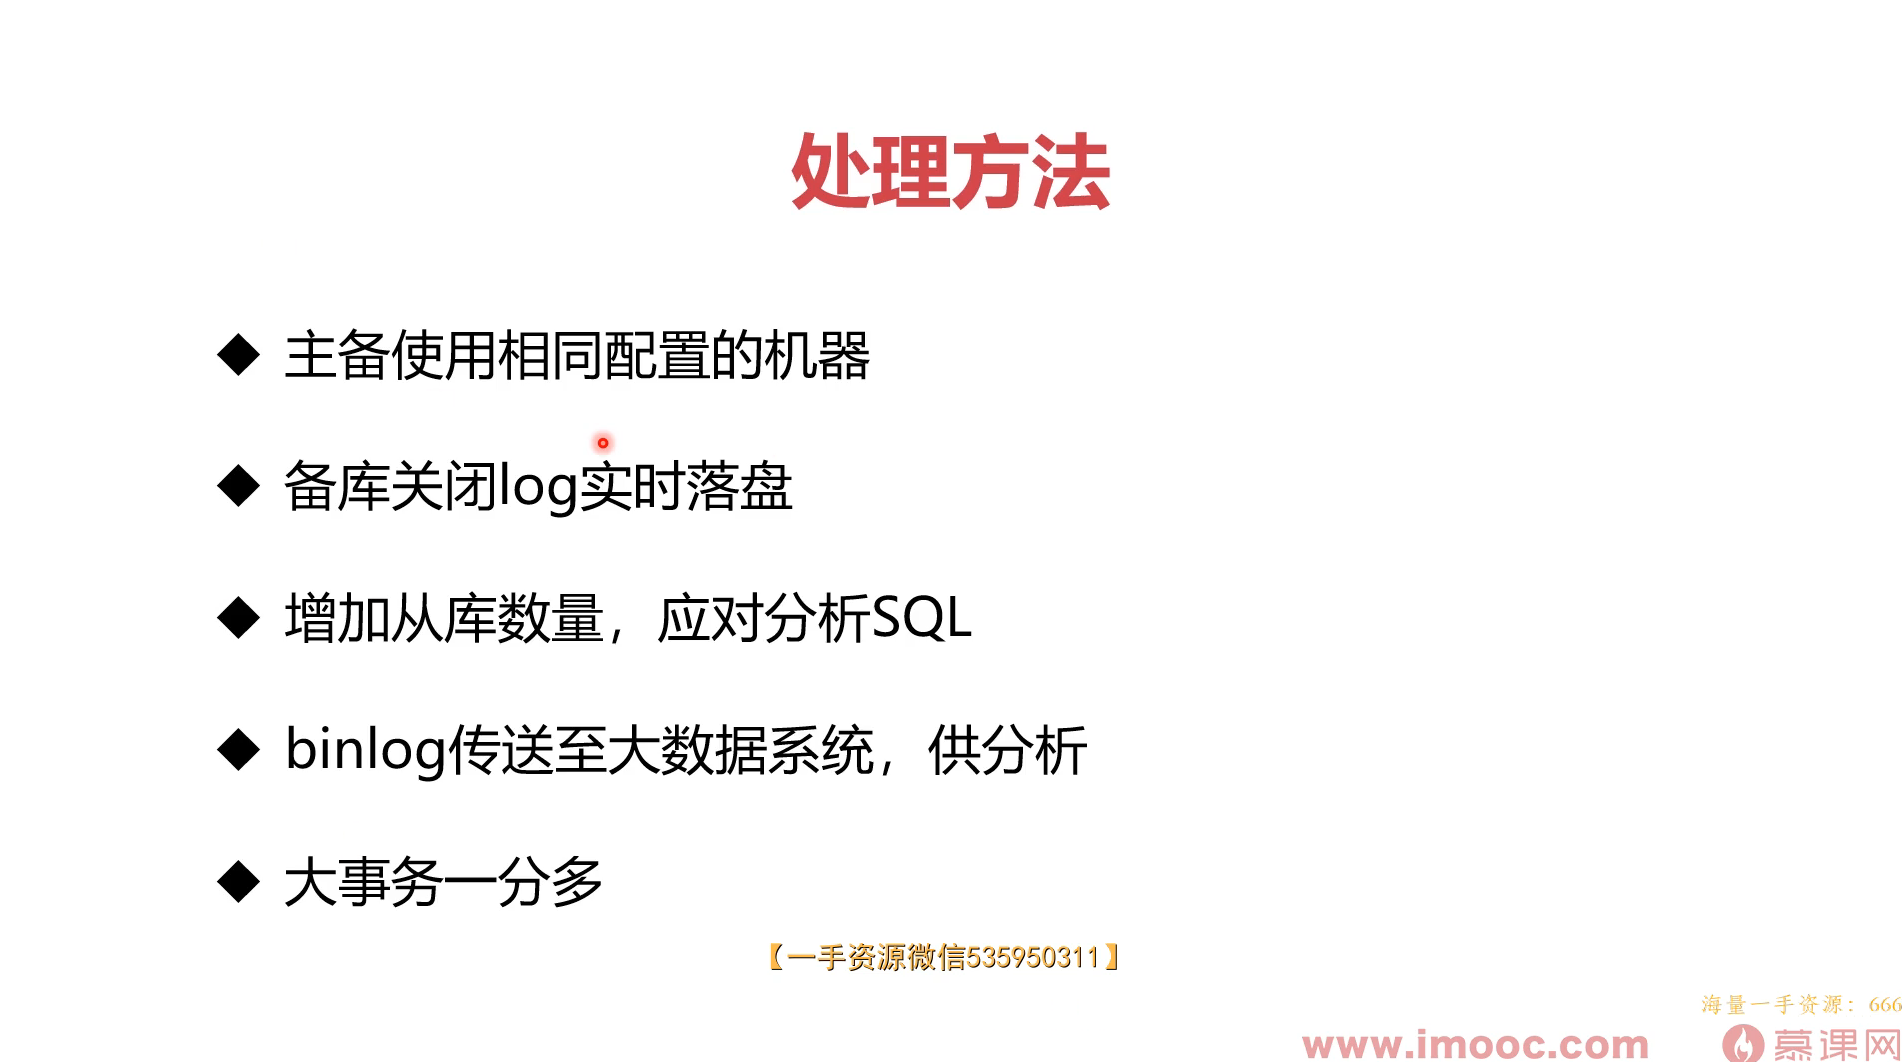 处理方法
◆ 主备使用相同配置的机器
◆ 备库关闭log实时落盘
◆ 增加从库数量，应对分析SQL
◆ binlog传送至大数据系统，供分析
◆ 大事务一分多
【一手资源微信535950311】
海量一手资源：666
www.imooc.com 慕课网